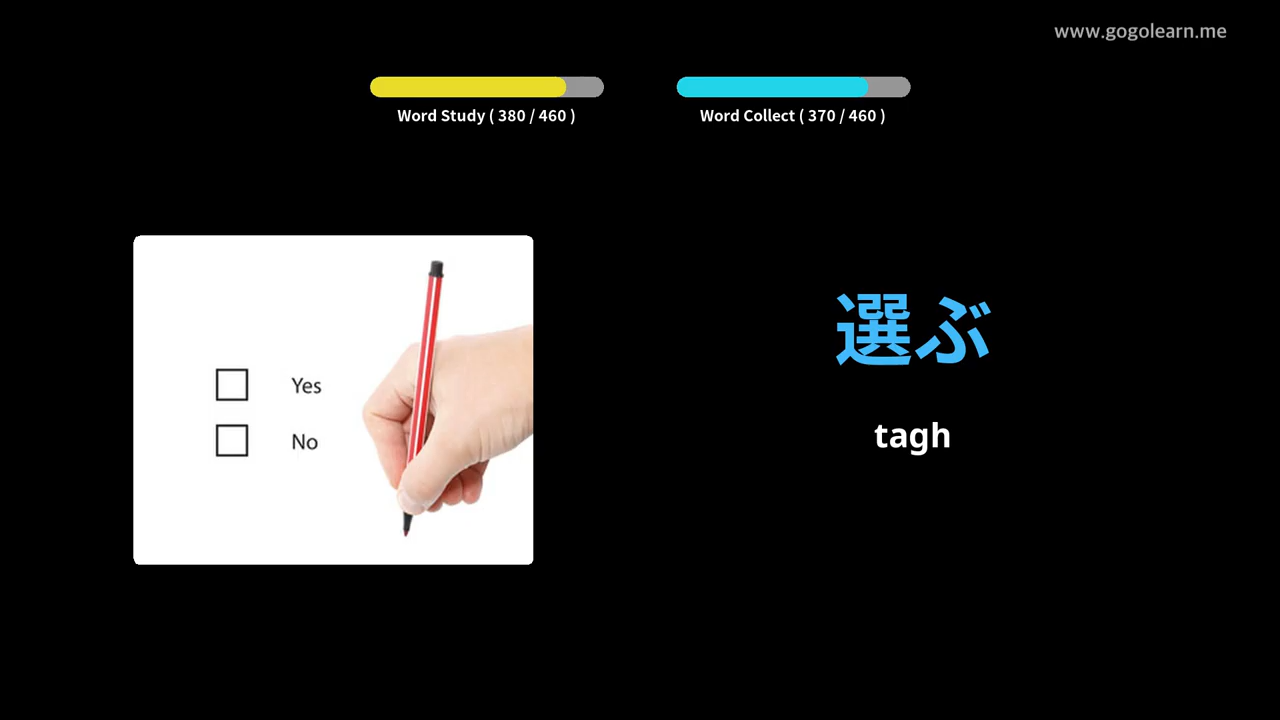 www.gogolearn.me
Word Study ( 380 / 460 )
Word Collect ( 370 / 460 )
Yes
No
選ぶ
tagh